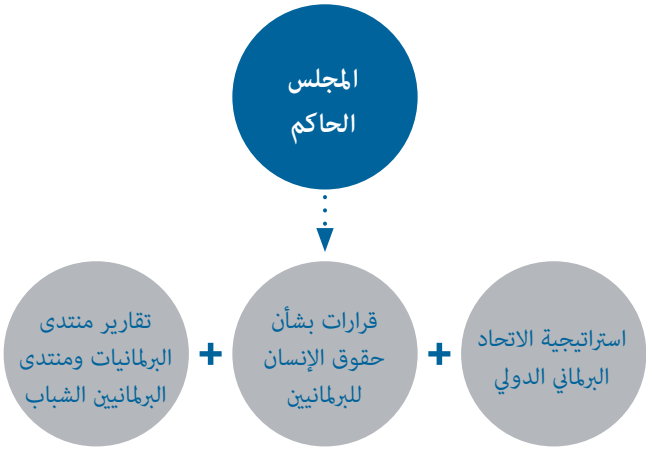 المجلس
الحاكم
استراتيجية الاتحاد
البرلماني الدولي
+
قرارات بشأن
حقوق الإنسان
للبرلمانيين
+
تقارير منتدى
البرلمانيات ومنتدى
البرلمانيين الشباب